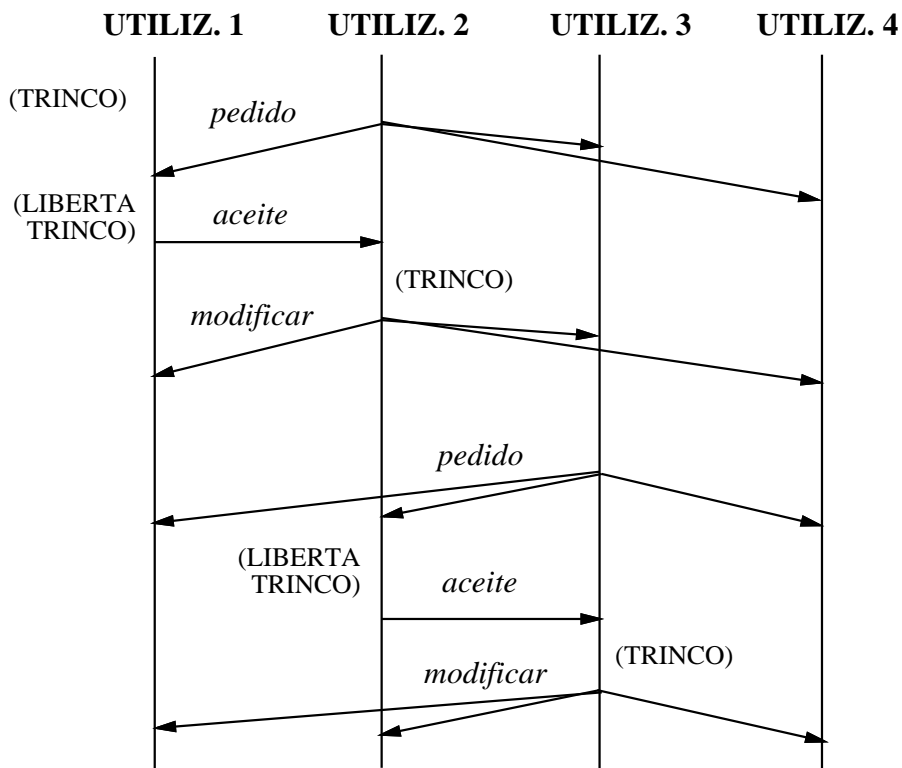 UTILIZ. 1 UTILIZ. 2 UTILIZ. 3 UTILIZ. 4
(TRINCO)
pedido
(LIBERTA
TRINCO)
aceite
(TRINCO)
modificar
pedido
(LIBERTA
TRINCO)
aceite
(TRINCO)
modificar